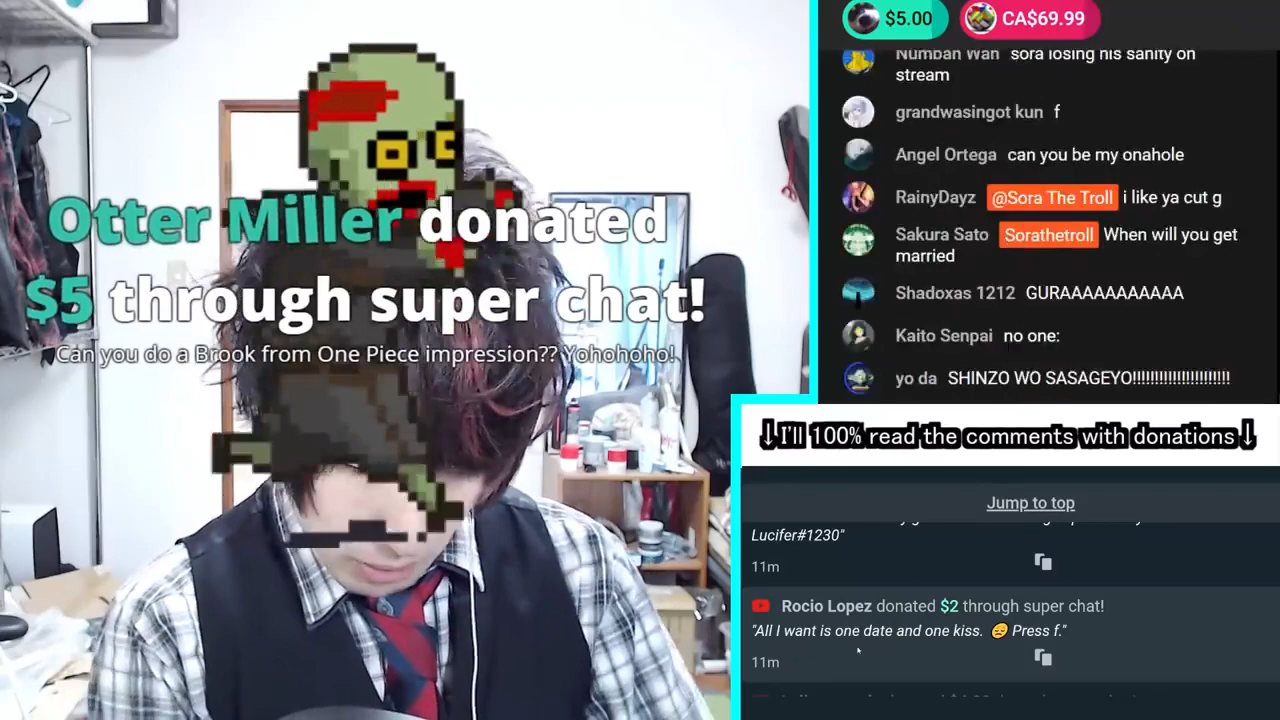 Otter Miller donated
$5 through super chat!
Can you do a Brook from One Piece impression?? Yohohoho!
$5.00 CA$69.99
Numban Wan sora losing his sanity on
stream
grandwasingot kun f
Angel Ortega can you be my onahole
RainyDayz @Sora The Troll i like ya cut g
Sakura Sato Sorathetroll When will you get
married
Shadoxas 1212 GURAAAAAAAAAAA
Kaito Senpai no one:
yo da SHINZO WO SASAGEYO!!!!!!!!!!!!!!!!!!!!!!
↓I'll 100% read the comments with donations↓
Jump to top
Lucifer#1230"
11m
Rocio Lopez donated $2 through super chat!
"All I want is one date and one kiss. 😔 Press f."
11m